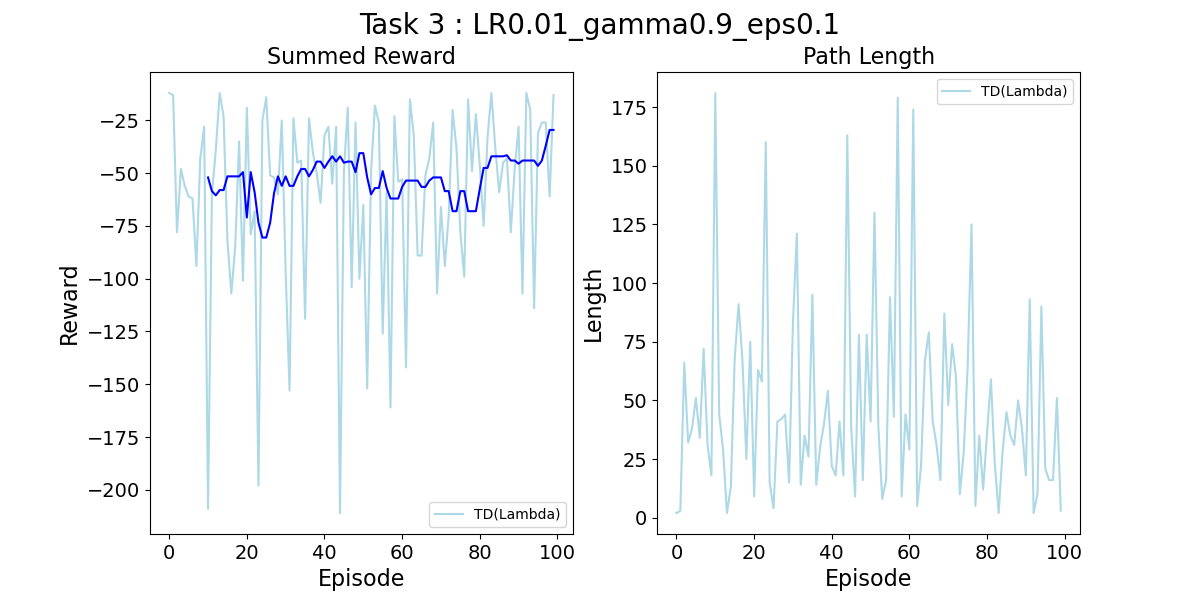 Task 3 : LR0.01_gamma0.9_eps0.1
Summed Reward
Reward
−25
−50
−75
−100
−125
−150
−175
−200
TD(Lambda)
0 20 40 60 80 100
Episode
Path Length
Length
175
150
125
100
75
50
25
0
TD(Lambda)
0 20 40 60 80 100
Episode